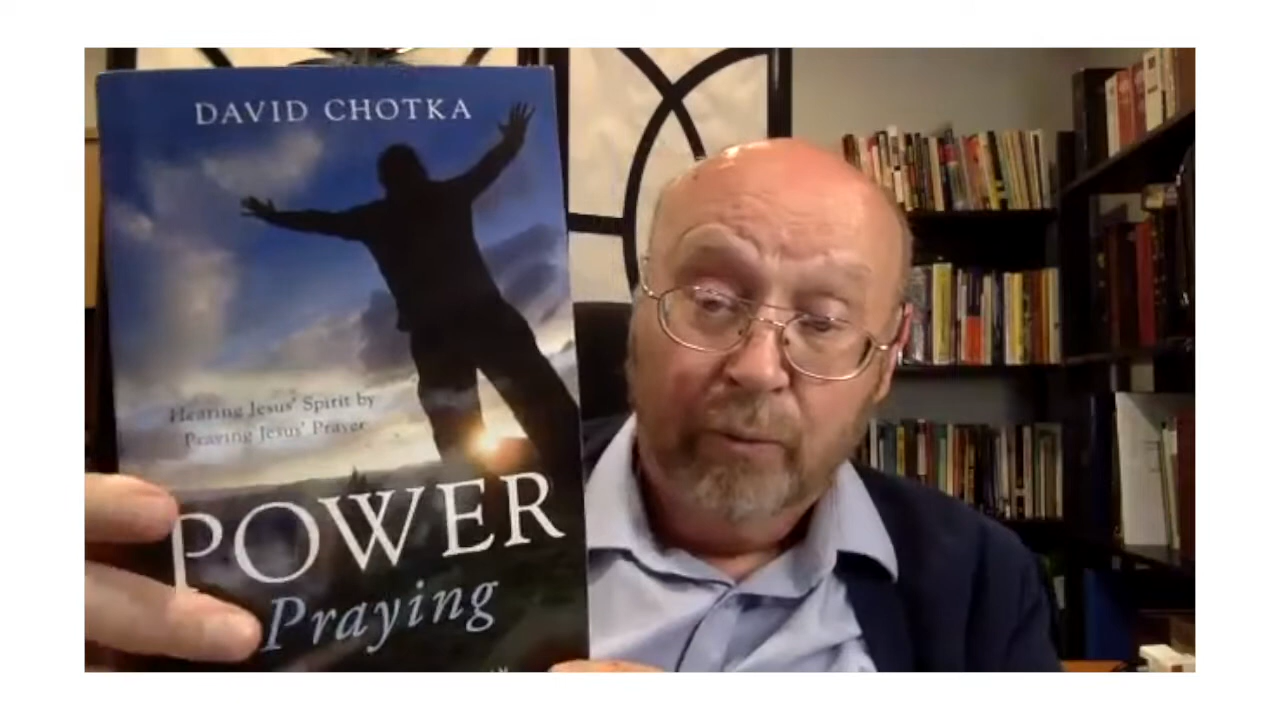 DAVID CHOTKA
Hearing Jesus' Spirit by
Praying Jesus' Prayer
POWER
Praying